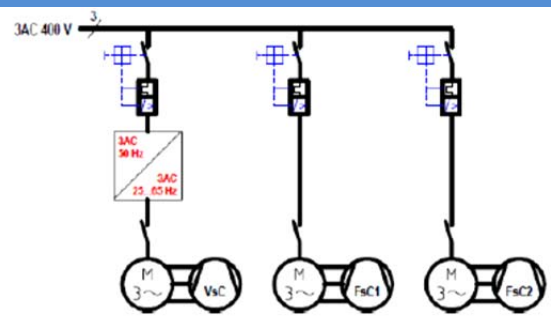 3AC 400 V
3
I>
I>
I>
3AC
50 Hz
3AC
25...65 Hz
M
3~
VsC
M
3~
FsC1
M
3~
FsC2